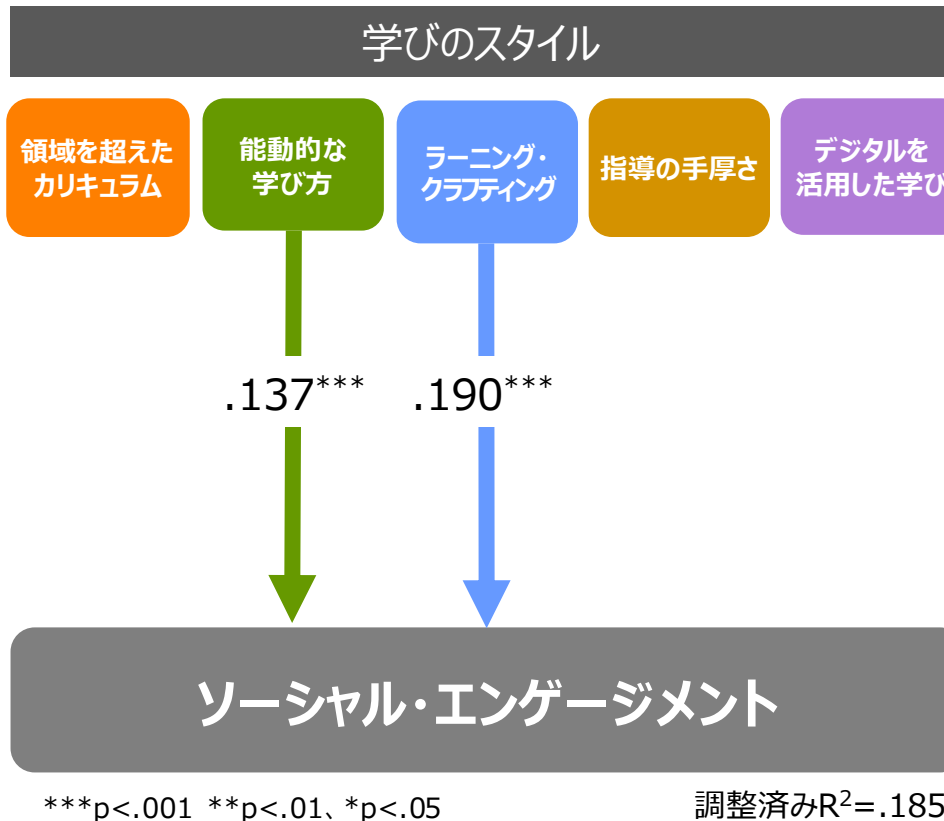 学びのスタイル
領域を超えた
カリキュラム
能動的な
学び方
ラーニング・
クラフティング
指導の手厚さ
デジタルを
活用した学び
.137***
.190***
ソーシャル・エンゲージメント
***p<.001 **p<.01、*p<.05
調整済みR²=.185